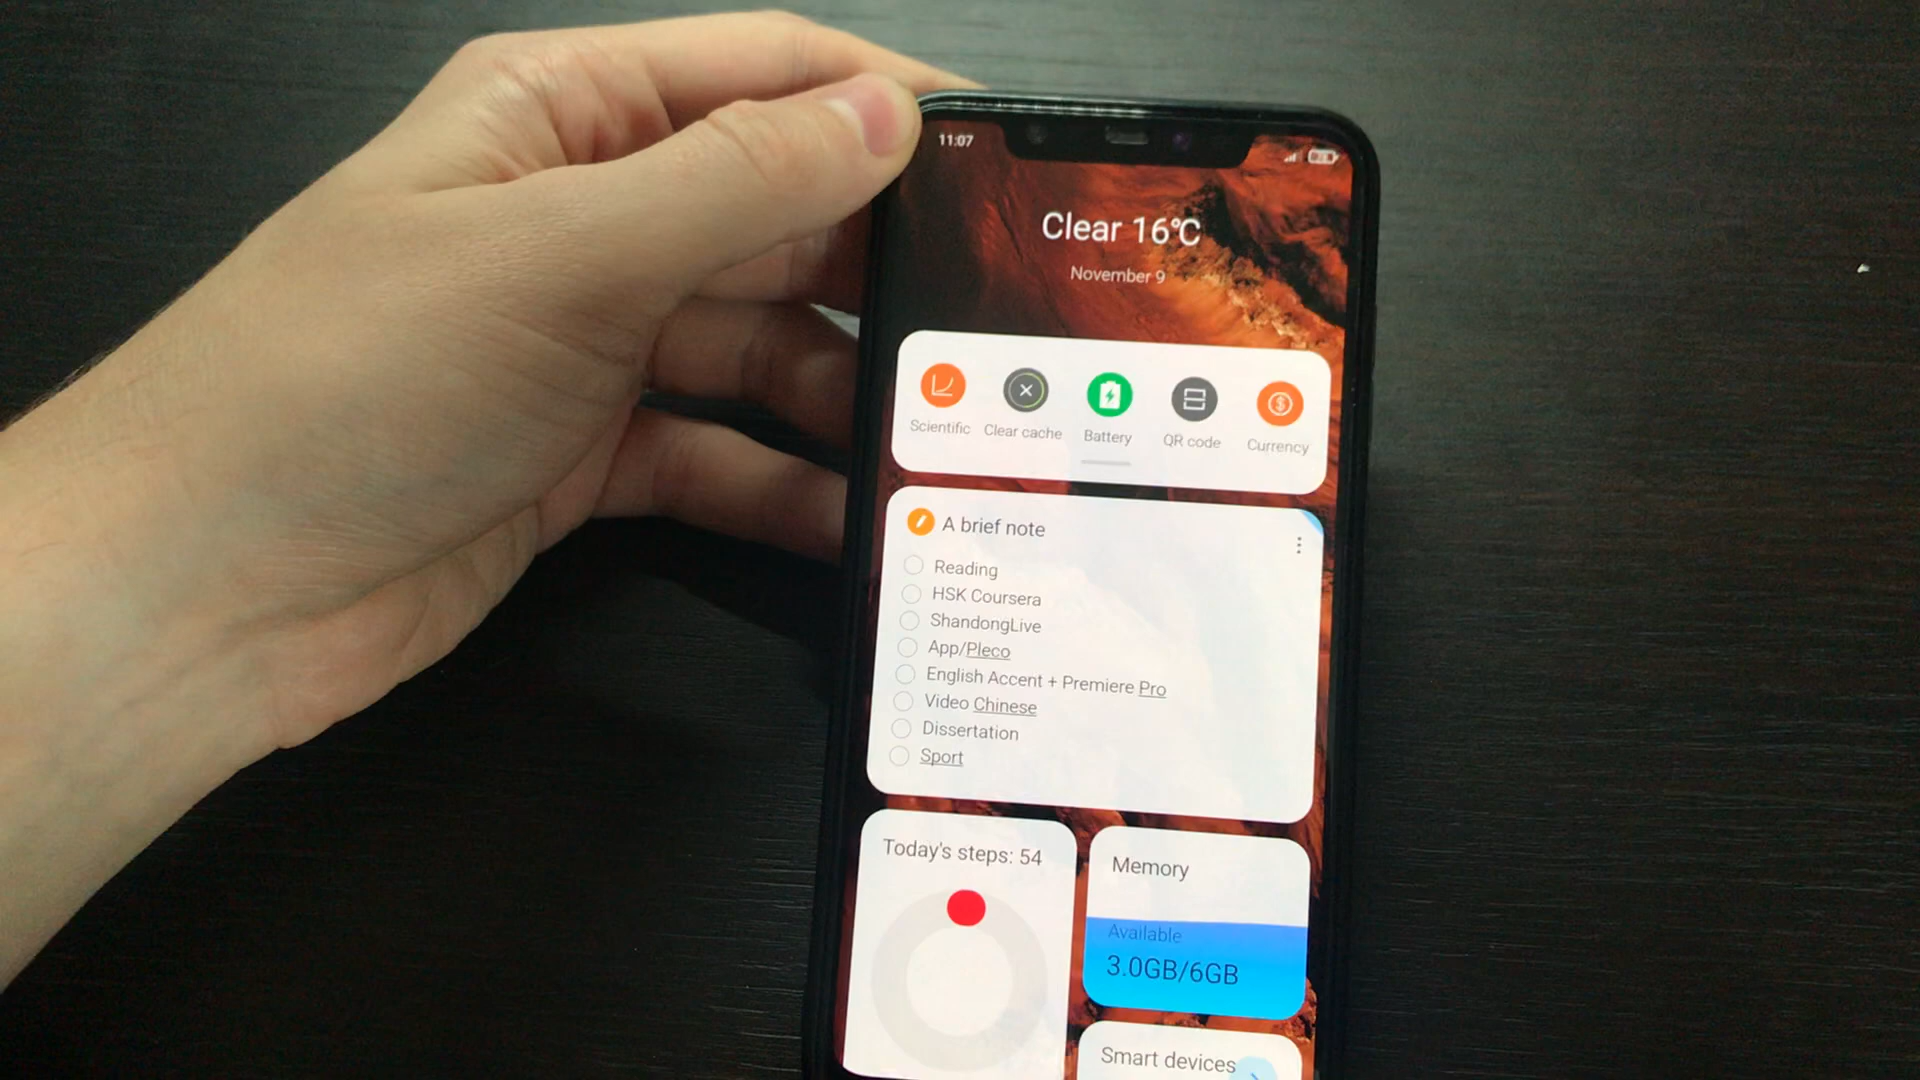 11:07
Clear 16℃
November 9
Scientific
Clear cache
Battery
QR code
Currency
A brief note
Reading
HSK Coursera
ShandongLive
App/Pleco
English Accent + Premiere Pro
Video Chinese
Dissertation
Sport
Today's steps: 54
Memory
Available
3.0GB/6GB
Smart devices